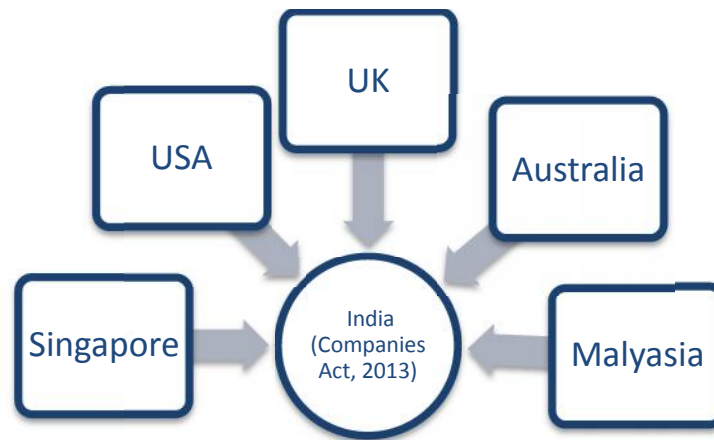 UK
USA
Australia
Singapore
India
(Companies
Act, 2013)
Malyasia